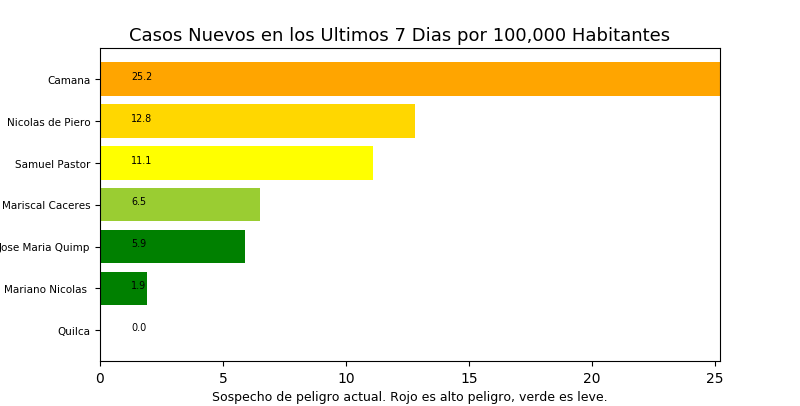 Casos Nuevos en los Ultimos 7 Dias por 100,000 Habitantes
Camana 25.2
Nicolas de Piero 12.8
Samuel Pastor 11.1
Mariscal Caceres 6.5
Jose Maria Quimp 5.9
Mariano Nicolas 1.9
Quilca 0.0
0 5 10 15 20 25
Sospecho de peligro actual. Rojo es alto peligro, verde es leve.